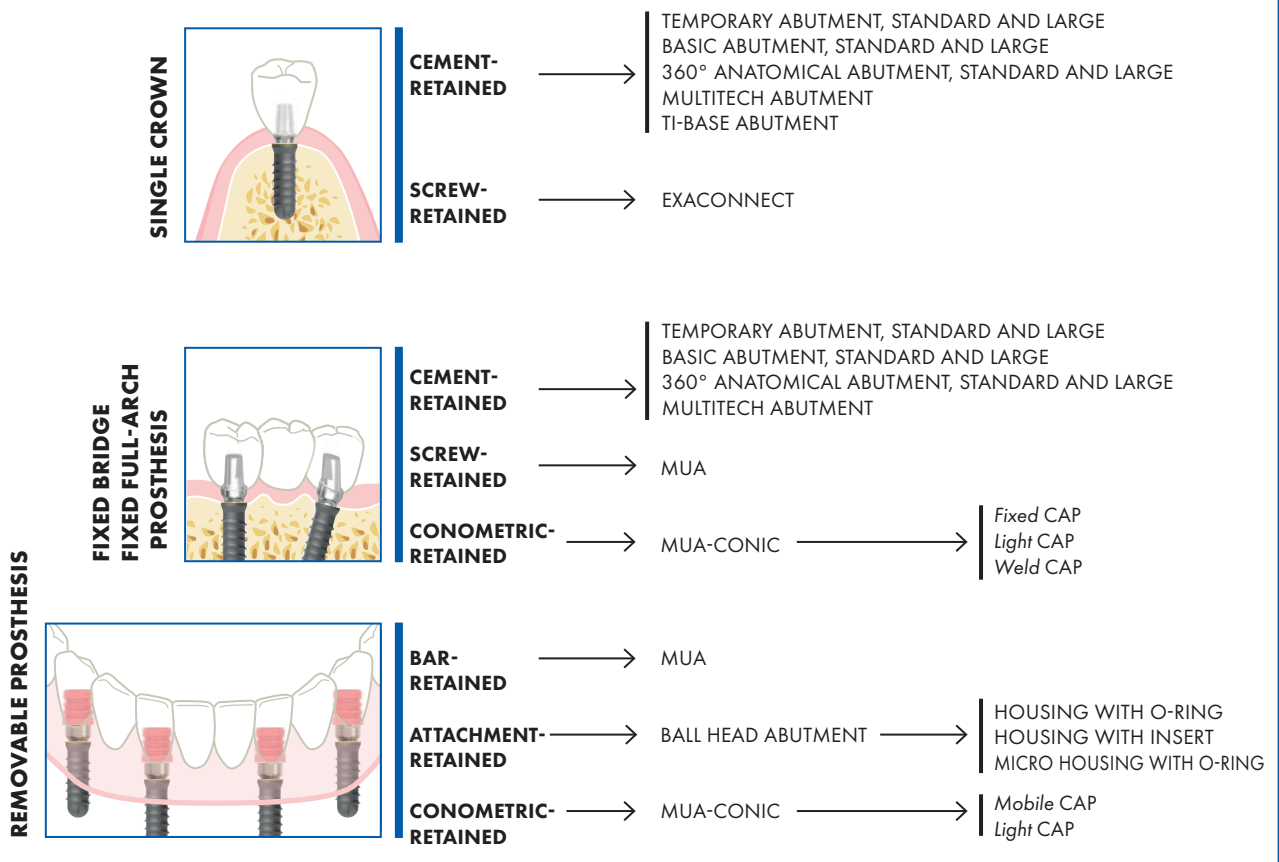 SINGLE CROWN
CEMENT-
RETAINED
TEMPORARY ABUTMENT, STANDARD AND LARGE
BASIC ABUTMENT, STANDARD AND LARGE
360° ANATOMICAL ABUTMENT, STANDARD AND LARGE
MULTITECH ABUTMENT
TI-BASE ABUTMENT
SCREW-
RETAINED
EXACONNECT
FIXED BRIDGE
FIXED FULL-ARCH
PROSTHESIS
CEMENT-
RETAINED
TEMPORARY ABUTMENT, STANDARD AND LARGE
BASIC ABUTMENT, STANDARD AND LARGE
360° ANATOMICAL ABUTMENT, STANDARD AND LARGE
MULTITECH ABUTMENT
SCREW-
RETAINED
MUA
CONOMETRIC-
RETAINED
MUA-CONIC
Fixed CAP
Light CAP
Weld CAP
REMOVABLE PROSTHESIS
BAR-
RETAINED
MUA
ATTACHMENT-
RETAINED
BALL HEAD ABUTMENT
HOUSING WITH O-RING
HOUSING WITH INSERT
MICRO HOUSING WITH O-RING
CONOMETRIC-
RETAINED
MUA-CONIC
Mobile CAP
Light CAP